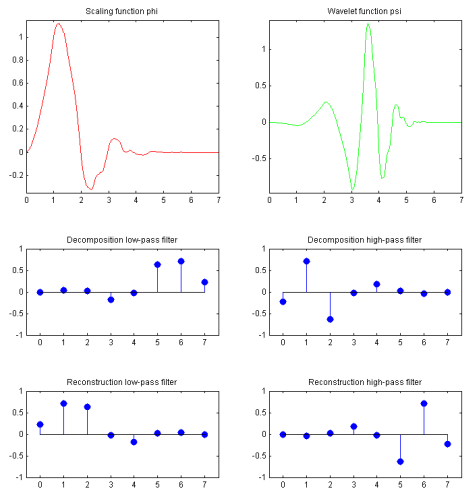 Scaling function phi
Wavelet function psi
1
0.8
0.6
0.4
0.2
0
-0.2
0 1 2 3 4 5 6 7
1
0.5
0
-0.5
0 1 2 3 4 5 6 7
Decomposition low-pass filter
Decomposition high-pass filter
1
0.5
0
-0.5
-1
0 1 2 3 4 5 6 7
1
0.5
0
-0.5
-1
0 1 2 3 4 5 6 7
Reconstruction low-pass filter
Reconstruction high-pass filter
1
0.5
0
-0.5
-1
0 1 2 3 4 5 6 7
1
0.5
0
-0.5
-1
0 1 2 3 4 5 6 7